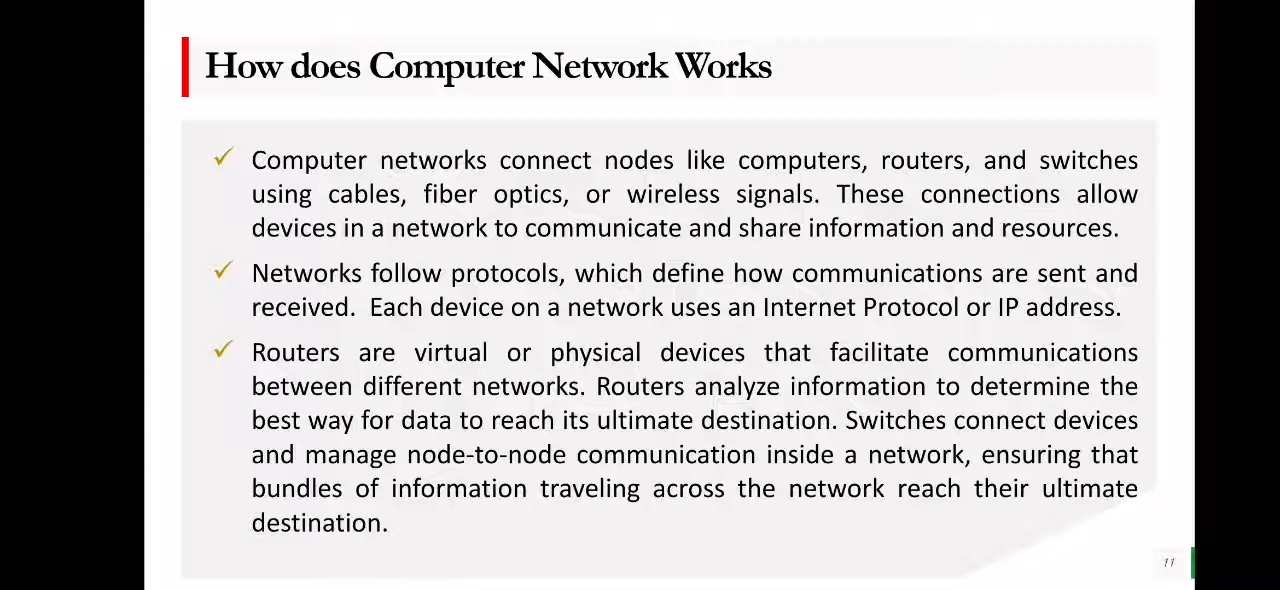 How does Computer Network Works
✓ Computer networks connect nodes like computers, routers, and switches
using cables, fiber optics, or wireless signals. These connections allow
devices in a network to communicate and share information and resources.
✓ Networks follow protocols, which define how communications are sent and
received.  Each device on a network uses an Internet Protocol or IP address.
✓ Routers are virtual or physical devices that facilitate communications
between different networks. Routers analyze information to determine the
best way for data to reach its ultimate destination. Switches connect devices
and manage node-to-node communication inside a network, ensuring that
bundles of information traveling across the network reach their ultimate
destination.
11